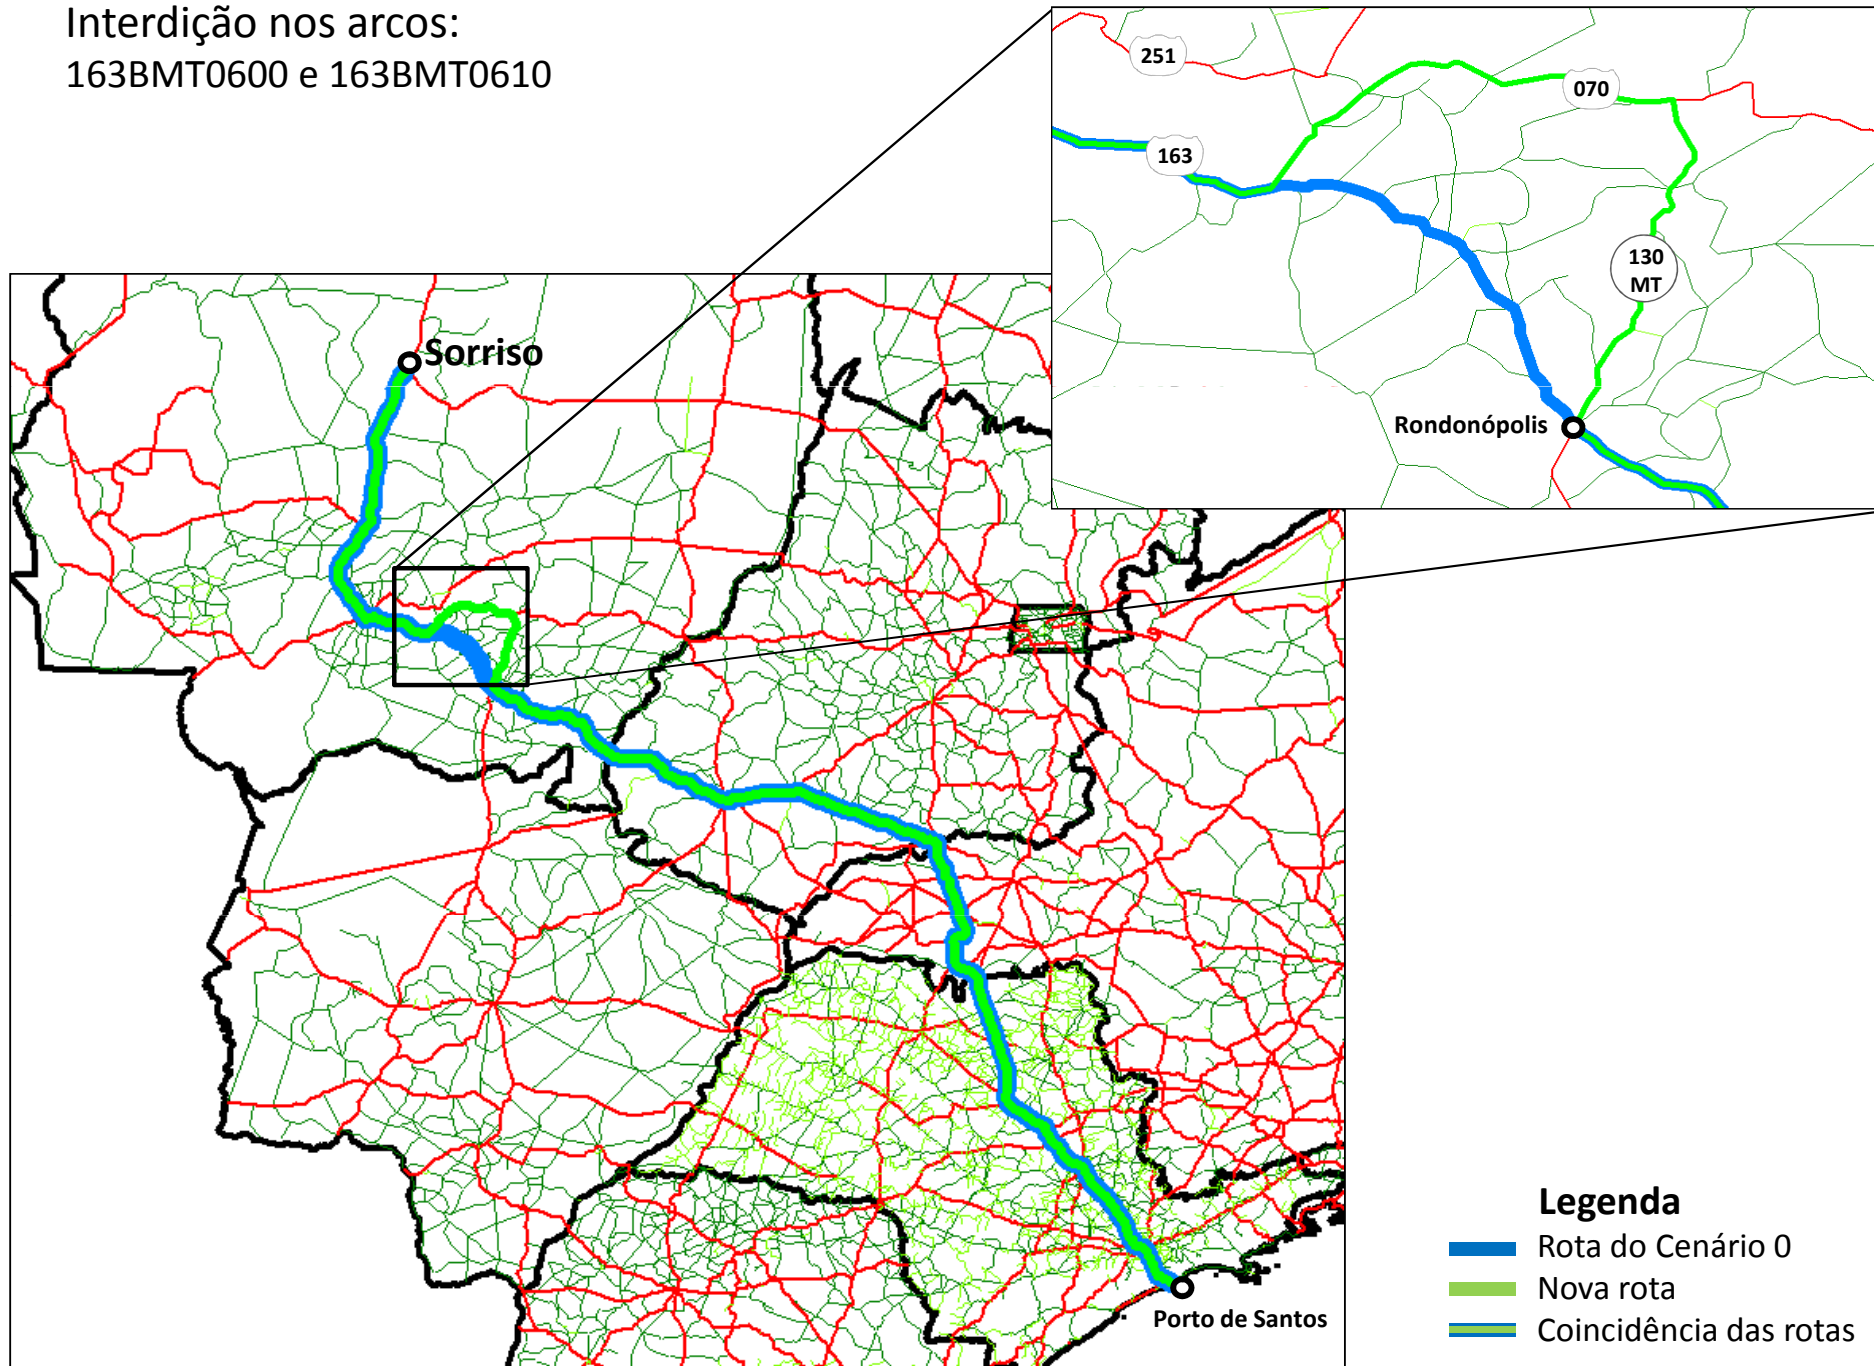 Interdição nos arcos:
163BMT0600 e 163BMT0610
251
070
163
130
MT
Rondonópolis
Sorriso
Porto de Santos
Legenda
Rota do Cenário 0
Nova rota
Coincidência das rotas